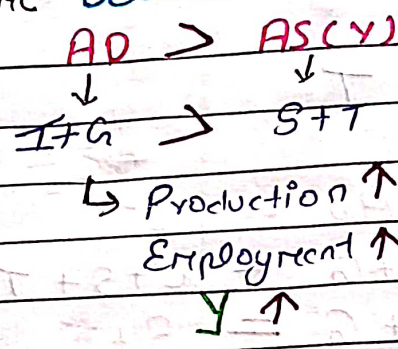 AD > AS(Y)
↓ ↓
I+G > S+T
↳ Production ↑
Employment ↑
Y ↑